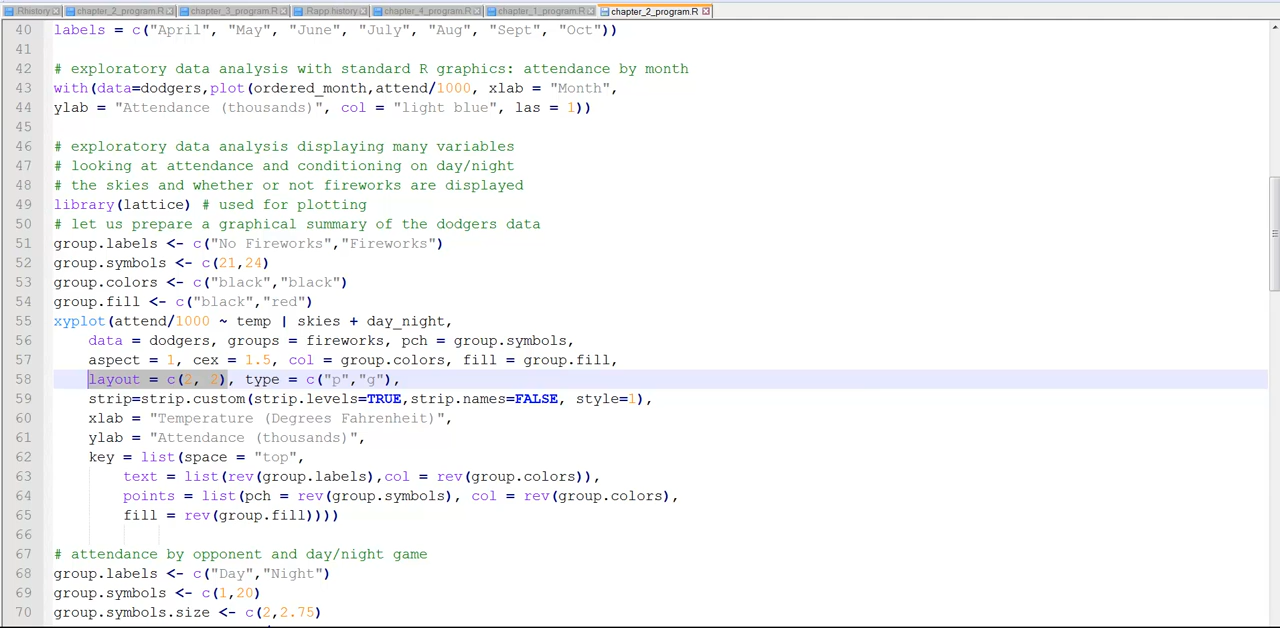 .Rhistory chapter_2_program.R chapter_3_program.R .Rapp.history chapter_4_program.R chapter_1_program.R chapter_2_program.R
40 labels = c("April", "May", "June", "July", "Aug", "Sept", "Oct"))
41
42 # exploratory data analysis with standard R graphics: attendance by month
43 with(data=dodgers,plot(ordered_month,attend/1000, xlab = "Month",
44 ylab = "Attendance (thousands)", col = "light blue", las = 1))
45
46 # exploratory data analysis displaying many variables
47 # looking at attendance and conditioning on day/night
48 # the skies and whether or not fireworks are displayed
49 library(lattice) # used for plotting
50 # let us prepare a graphical summary of the dodgers data
51 group.labels <- c("No Fireworks","Fireworks")
52 group.symbols <- c(21,24)
53 group.colors <- c("black","black")
54 group.fill <- c("black","red")
55 xyplot(attend/1000 ~ temp | skies + day_night,
56 data = dodgers, groups = fireworks, pch = group.symbols,
57 aspect = 1, cex = 1.5, col = group.colors, fill = group.fill,
58 layout = c(2, 2), type = c("p","g"),
59 strip=strip.custom(strip.levels=TRUE,strip.names=FALSE, style=1),
60 xlab = "Temperature (Degrees Fahrenheit)",
61 ylab = "Attendance (thousands)",
62 key = list(space = "top",
63 text = list(rev(group.labels),col = rev(group.colors)),
64 points = list(pch = rev(group.symbols), col = rev(group.colors),
65 fill = rev(group.fill))))
66
67 # attendance by opponent and day/night game
68 group.labels <- c("Day","Night")
69 group.symbols <- c(1,20)
70 group.symbols.size <- c(2,2.75)